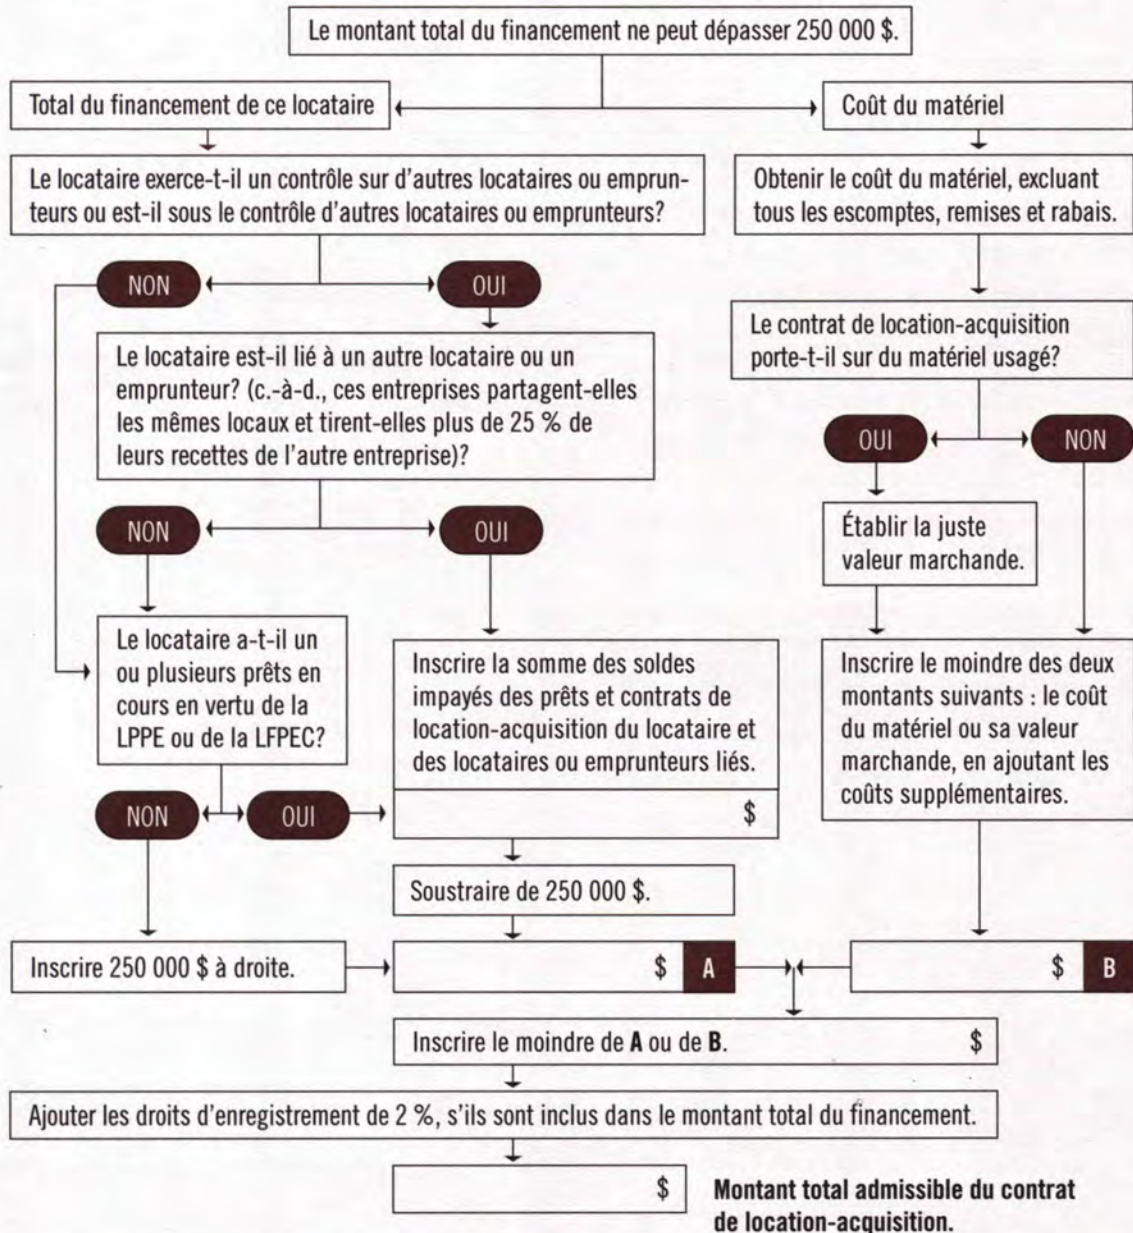 Le montant total du financement ne peut dépasser 250 000 $.
Total du financement de ce locataire
Coût du matériel
Le locataire exerce-t-il un contrôle sur d'autres locataires ou emprun-
teurs ou est-il sous le contrôle d'autres locataires ou emprunteurs?
Obtenir le coût du matériel, excluant
tous les escomptes, remises et rabais.
NON
OUI
Le locataire est-il lié à un autre locataire ou un
emprunteur? (c.-à-d., ces entreprises partagent-elles
les mêmes locaux et tirent-elles plus de 25 % de
leurs recettes de l'autre entreprise)?
Le contrat de location-acquisition
porte-t-il sur du matériel usagé?
OUI
NON
NON
OUI
Établir la juste
valeur marchande.
Le locataire a-t-il un
ou plusieurs prêts en
cours en vertu de la
LPPE ou de la LFPEC?
Inscrire la somme des soldes
impayés des prêts et contrats de
location-acquisition du locataire et
des locataires ou emprunteurs liés.
$
Inscrire le moindre des deux
montants suivants : le coût
du matériel ou sa valeur
marchande, en ajoutant les
coûts supplémentaires.
NON
OUI
Soustraire de 250 000 $.
Inscrire 250 000 $ à droite.
$ A
$ B
Inscrire le moindre de A ou de B. $
Ajouter les droits d'enregistrement de 2 %, s'ils sont inclus dans le montant total du financement.
$
Montant total admissible du contrat
de location-acquisition.